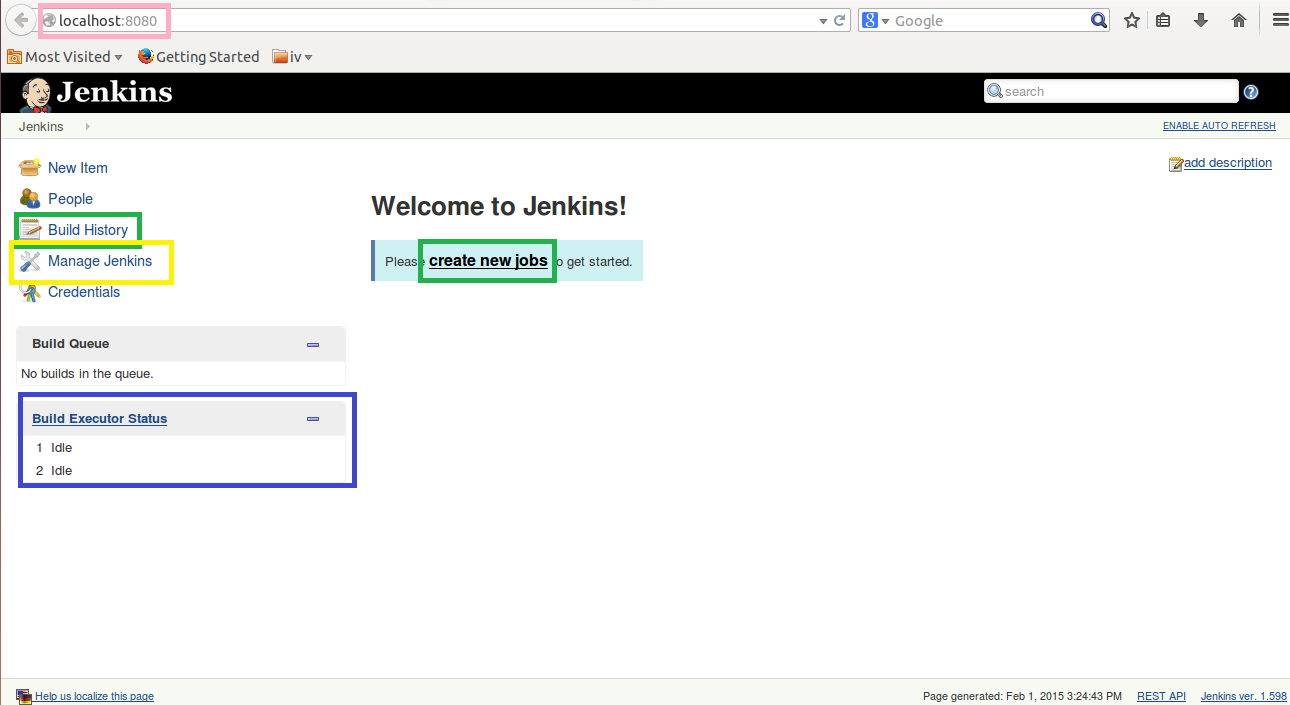 localhost:8080
Google
Most Visited
Getting Started
iv
Jenkins
search
Jenkins
ENABLE AUTO REFRESH
New Item
add description
People
Build History
Manage Jenkins
Credentials
Welcome to Jenkins!
Please create new jobs to get started.
Build Queue
No builds in the queue.
Build Executor Status
1 Idle
2 Idle
Help us localize this page
Page generated: Feb 1, 2015 3:24:43 PM REST API Jenkins ver. 1.598